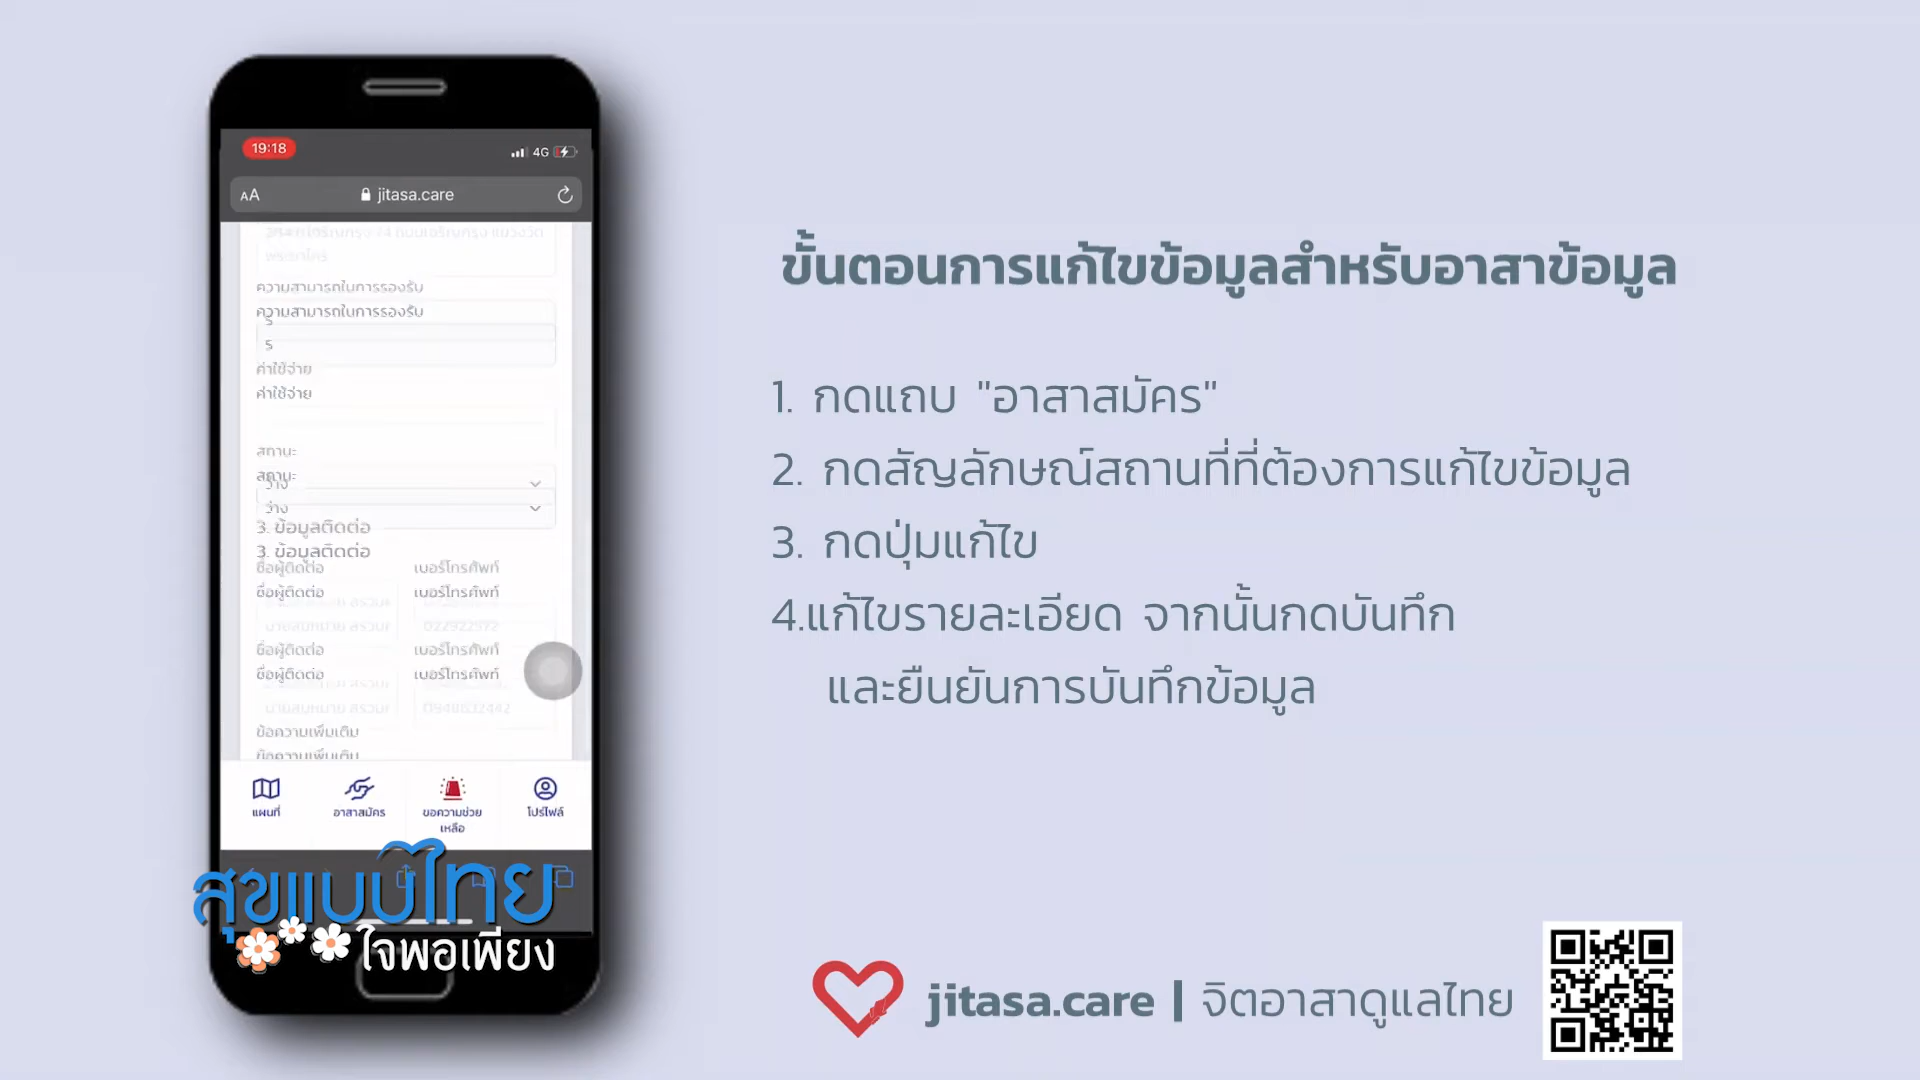 19:18
4G
AA
jitasa.care
ความสามารถในการรองรับ
ความสามารถในการรองรับ
5
5
ค่าใช้จ่าย
ค่าใช้จ่าย
สถานะ
สถานะ
ว่าง
ว่าง
3. ข้อมูลติดต่อ
3. ข้อมูลติดต่อ
ชื่อผู้ติดต่อ เบอร์โทรศัพท์
ชื่อผู้ติดต่อ เบอร์โทรศัพท์
ชื่อผู้ติดต่อ เบอร์โทรศัพท์
ชื่อผู้ติดต่อ เบอร์โทรศัพท์
ข้อความเพิ่มเติม
ข้อความเพิ่มเติม
แผนที่ อาสาสมัคร ขอความช่วย โปรไฟล์
เหลือ
สุขแบบไทย
ใจพอเพียง
ขั้นตอนการแก้ไขข้อมูลสำหรับอาสาข้อมูล
1. กดแถบ "อาสาสมัคร"
2. กดสัญลักษณ์สถานที่ที่ต้องการแก้ไขข้อมูล
3. กดปุ่มแก้ไข
4.แก้ไขรายละเอียด จากนั้นกดบันทึก
และยืนยันการบันทึกข้อมูล
jitasa.care | จิตอาสาดูแลไทย